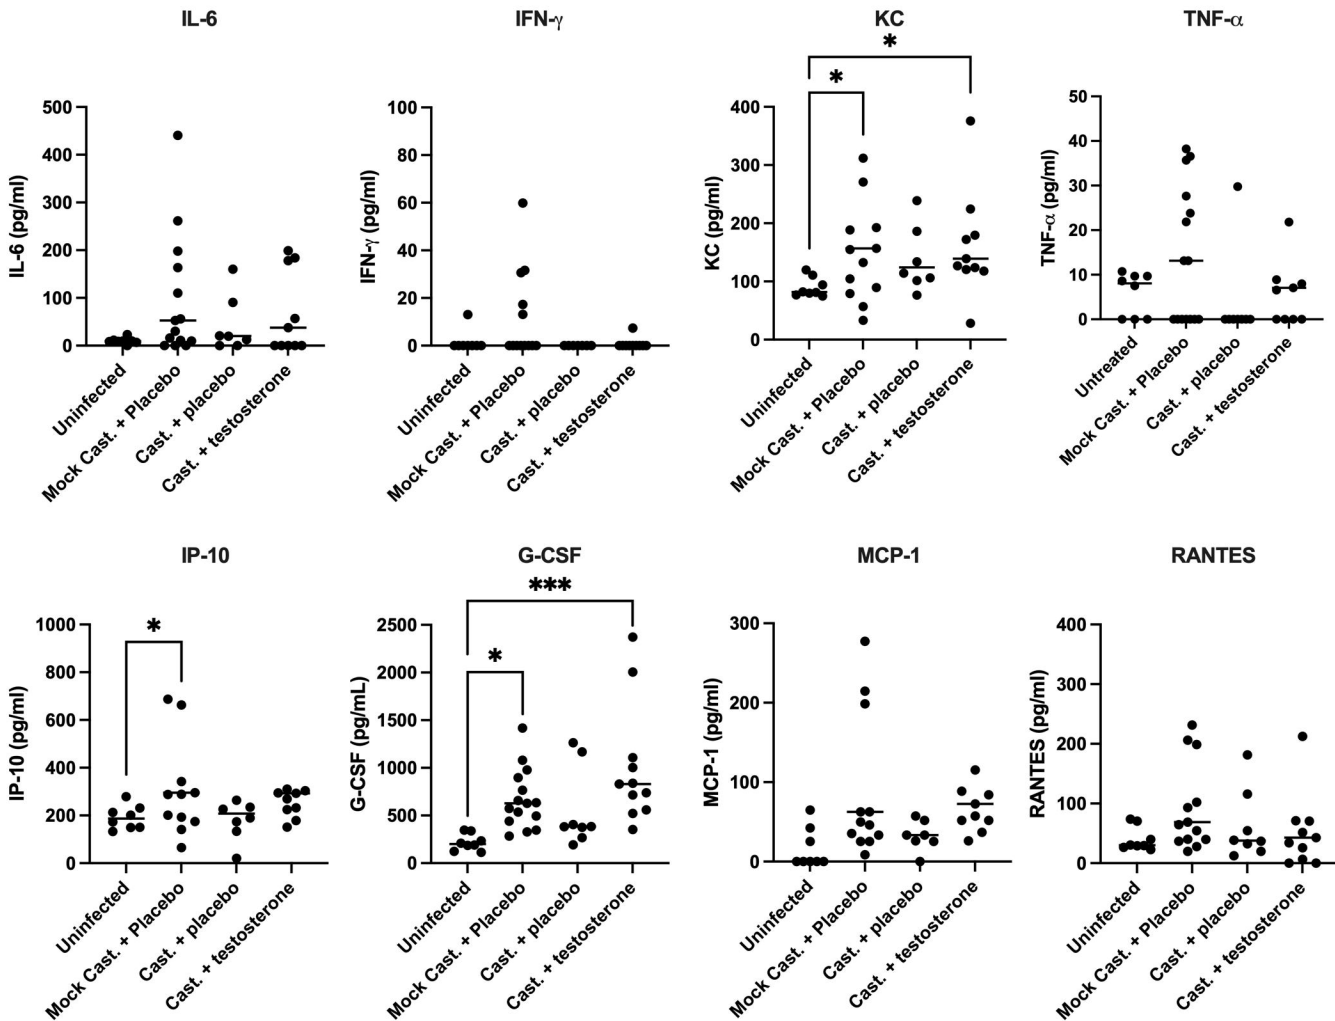 IL-6
IFN-γ
KC
TNF-α
IL-6 (pg/ml)
500
400
300
200
100
0
Uninfected
Mock Cast. + Placebo
Cast. + placebo
Cast. + testosterone
IFN-γ (pg/ml)
100
80
60
40
20
0
Uninfected
Mock Cast. + Placebo
Cast. + placebo
Cast. + testosterone
*
*
KC (pg/ml)
400
300
200
100
0
Uninfected
Mock Cast. + Placebo
Cast. + placebo
Cast. + testosterone
TNF-α (pg/ml)
50
40
30
20
10
0
Untreated
Mock Cast. + Placebo
Cast. + placebo
Cast. + testosterone
IP-10
G-CSF
MCP-1
RANTES
*
IP-10 (pg/ml)
1000
800
600
400
200
0
Uninfected
Mock Cast. + Placebo
Cast. + placebo
Cast. + testosterone
***
*
G-CSF (pg/mL)
2500
2000
1500
1000
500
0
Uninfected
Mock Cast. + Placebo
Cast. + placebo
Cast. + testosterone
MCP-1 (pg/ml)
300
200
100
0
Uninfected
Mock Cast. + Placebo
Cast. + placebo
Cast. + testosterone
RANTES (pg/ml)
400
300
200
100
0
Uninfected
Mock Cast. + Placebo
Cast. + placebo
Cast. + testosterone